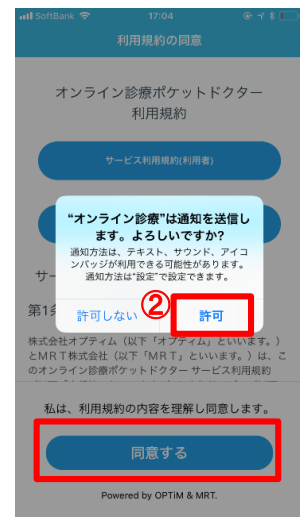 SoftBank 17:04
利用規約の同意
オンライン診療ポケットドクター
利用規約
サービス利用規約(利用者)
“オンライン診療”は通知を送信し
ます。よろしいですか?
通知方法は、テキスト、サウンド、アイコ
ンバッジが利用できる可能性があります。
通知方法は“設定”で設定できます。
サー
第1条
②
許可しない 許可
株式会社オプティム（以下「オプティム」といいます。）
とＭＲＴ株式会社（以下「MRT」といいます。）は、こ
のオンライン診療ポケットドクター サービス利用規約
私は、利用規約の内容を理解し同意します。
同意する
Powered by OPTiM & MRT.